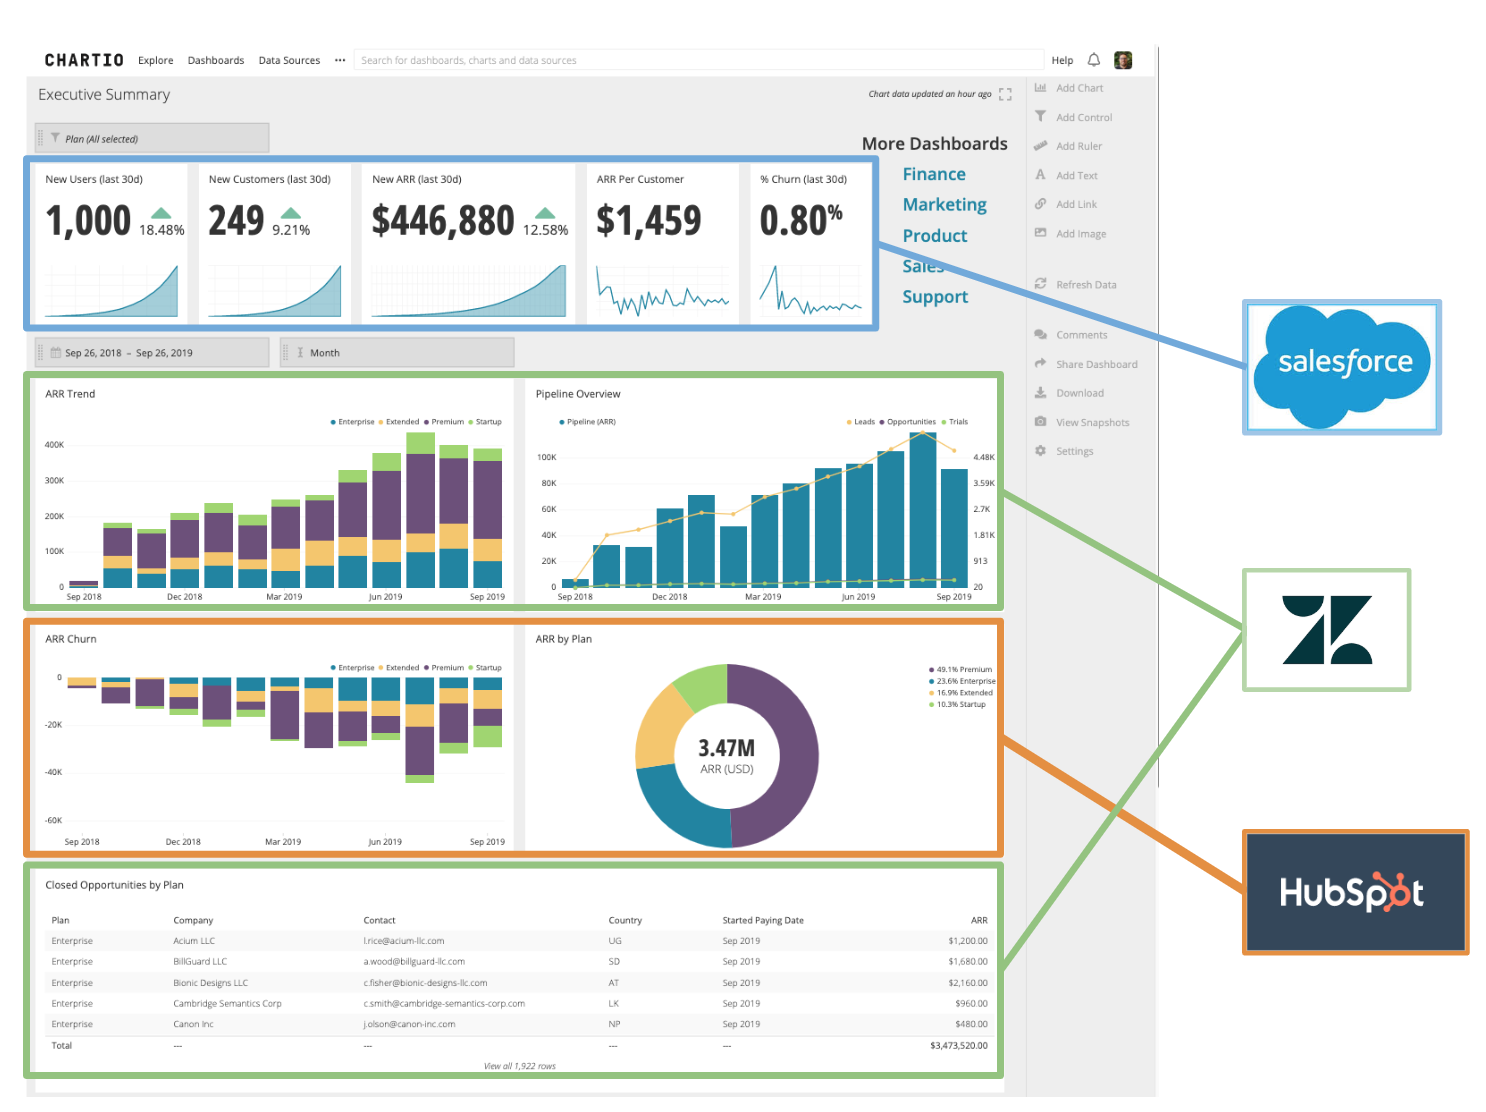 CHARTIO Explore Dashboards Data Sources ••• Search for dashboards, charts and data sources Help
Executive Summary
Chart data updated an hour ago
Plan (All selected)
More Dashboards
Finance
Marketing
Product
Sales
Support
New Users (last 30d)
1,000
18.48%
New Customers (last 30d)
249
9.21%
New ARR (last 30d)
$446,880
12.58%
ARR Per Customer
$1,459
% Churn (last 30d)
0.80%
Add Chart
Add Control
Add Ruler
Add Text
Add Link
Add Image
Refresh Data
Comments
Share Dashboard
Download
View Snapshots
Settings
salesforce
Sep 26, 2018 – Sep 26, 2019
Month
ARR Trend
Enterprise Extended Premium Startup
400K
300K
200K
100K
0
Sep 2018 Dec 2018 Mar 2019 Jun 2019 Sep 2019
Pipeline Overview
Pipeline (ARR)
Leads Opportunities Trials
100K
80K
60K
40K
20K
0
4.48K
3.59K
2.7K
1.81K
913
20
Sep 2018 Dec 2018 Mar 2019 Jun 2019 Sep 2019
ARR Churn
Enterprise Extended Premium Startup
0
-20K
-40K
-60K
Sep 2018 Dec 2018 Mar 2019 Jun 2019 Sep 2019
ARR by Plan
49.1% Premium
23.6% Enterprise
16.9% Extended
10.3% Startup
3.47M
ARR (USD)
HubSpot
Closed Opportunities by Plan
Plan Company Contact Country Started Paying Date ARR
Enterprise Acium LLC l.rice@acium-llc.com UG Sep 2019 $1,200.00
Enterprise BillGuard LLC a.wood@billguard-llc.com SD Sep 2019 $1,680.00
Enterprise Bionic Designs LLC c.fisher@bionic-designs-llc.com AT Sep 2019 $2,160.00
Enterprise Cambridge Semantics Corp c.smith@cambridge-semantics-corp.com LK Sep 2019 $960.00
Enterprise Canon Inc j.olson@canon-inc.com NP Sep 2019 $480.00
Total --- --- --- --- $3,473,520.00
View all 1,922 rows